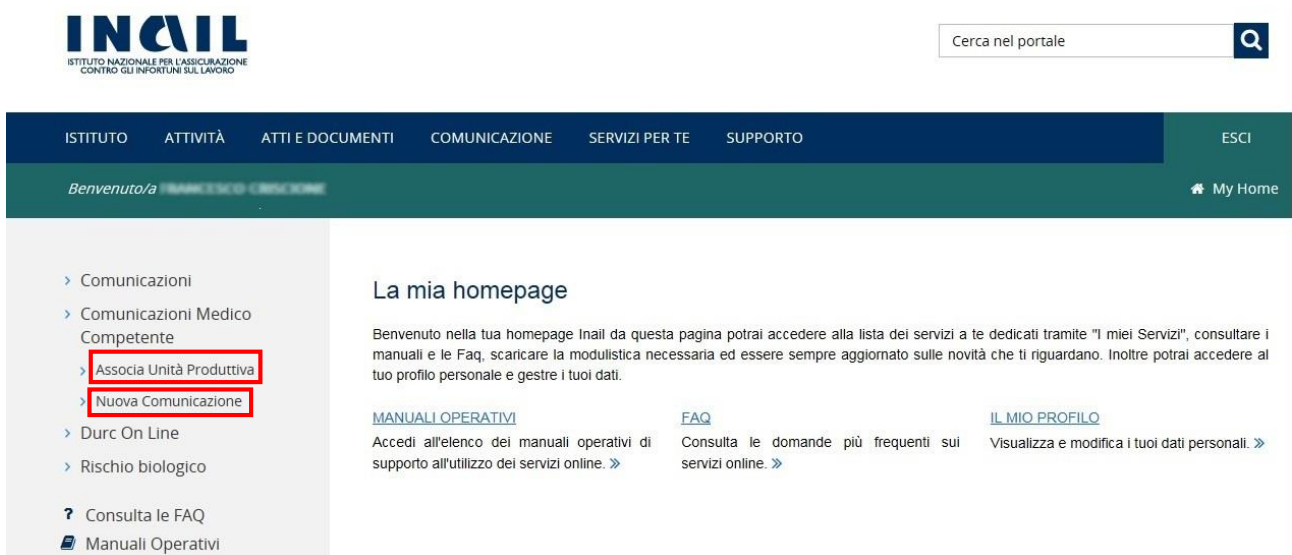 INAIL
ISTITUTO NAZIONALE PER L'ASSICURAZIONE
CONTRO GLI INFORTUNI SUL LAVORO
Cerca nel portale
ISTITUTO ATTIVITÀ ATTI E DOCUMENTI COMUNICAZIONE SERVIZI PER TE SUPPORTO ESCI
Benvenuto/a
My Home
Comunicazioni
Comunicazioni Medico
Competente
Associa Unità Produttiva
Nuova Comunicazione
Durc On Line
Rischio biologico
? Consulta le FAQ
Manuali Operativi
La mia homepage
Benvenuto nella tua homepage Inail da questa pagina potrai accedere alla lista dei servizi a te dedicati tramite "I miei Servizi", consultare i
manuali e le Faq, scaricare la modulistica necessaria ed essere sempre aggiornato sulle novità che ti riguardano. Inoltre potrai accedere al
tuo profilo personale e gestre i tuoi dati.
MANUALI OPERATIVI
Accedi all'elenco dei manuali operativi di
supporto all'utilizzo dei servizi online. »
FAQ
Consulta le domande più frequenti sui
servizi online. »
IL MIO PROFILO
Visualizza e modifica i tuoi dati personali. »